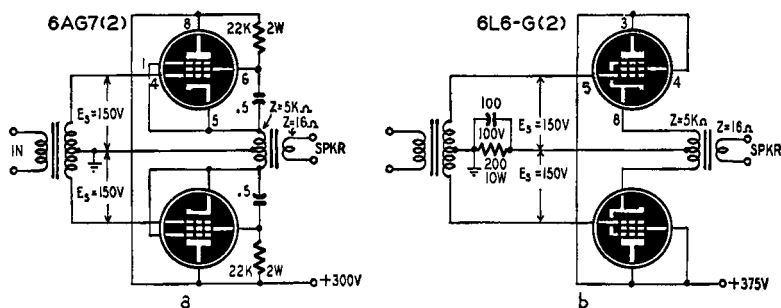 6AG7(2)
8
22K
2W
1
4
6
5
.5
Z=5KΩ
Z=16Ω
Es=150V
IN
SPKR
Es=150V
.5
22K
2W
+300V
a
6L6-G(2)
3
5
4
8
100
100V
200
10W
Es=150V
Z=5KΩ
Z=16Ω
SPKR
Es=150V
+375V
b